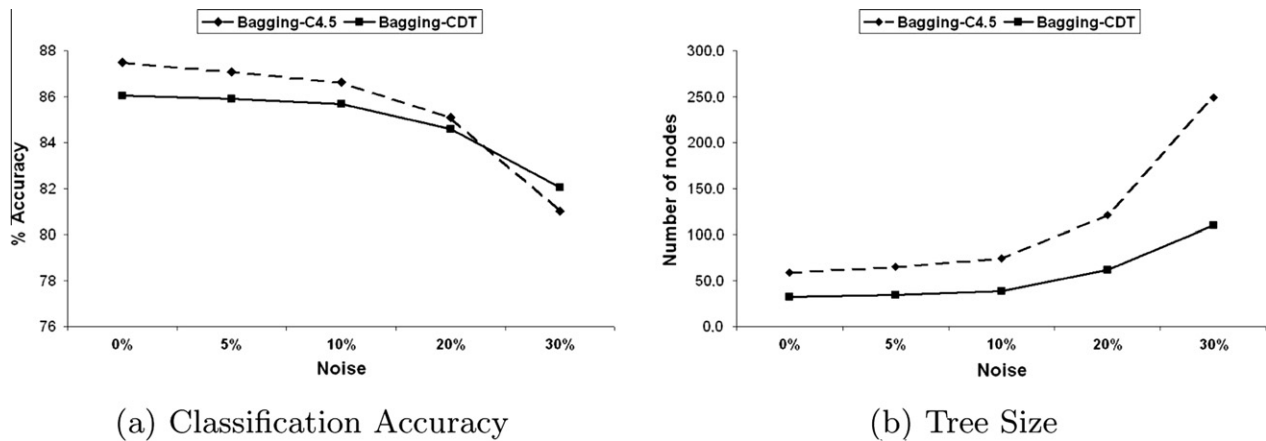 Bagging-C4.5 Bagging-CDT
88
86
84
82
80
78
76
% Accuracy
0% 5% 10% 20% 30%
Noise
(a) Classification Accuracy
Bagging-C4.5 Bagging-CDT
300.0
250.0
200.0
150.0
100.0
50.0
0.0
Number of nodes
0% 5% 10% 20% 30%
Noise
(b) Tree Size